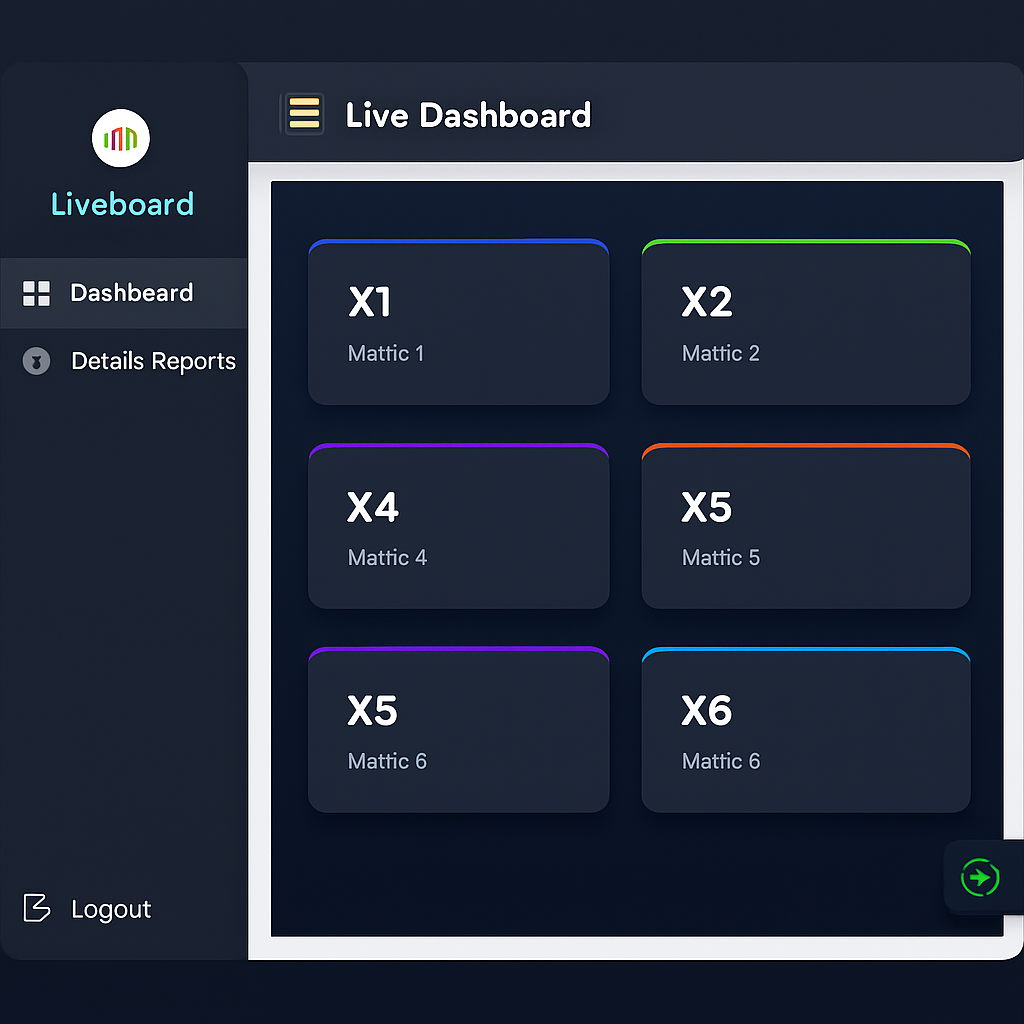 Liveboard
Dashbeard
Details Reports
Logout
Live Dashboard
X1
Mattic 1
X2
Mattic 2
X4
Mattic 4
X5
Mattic 5
X5
Mattic 6
X6
Mattic 6